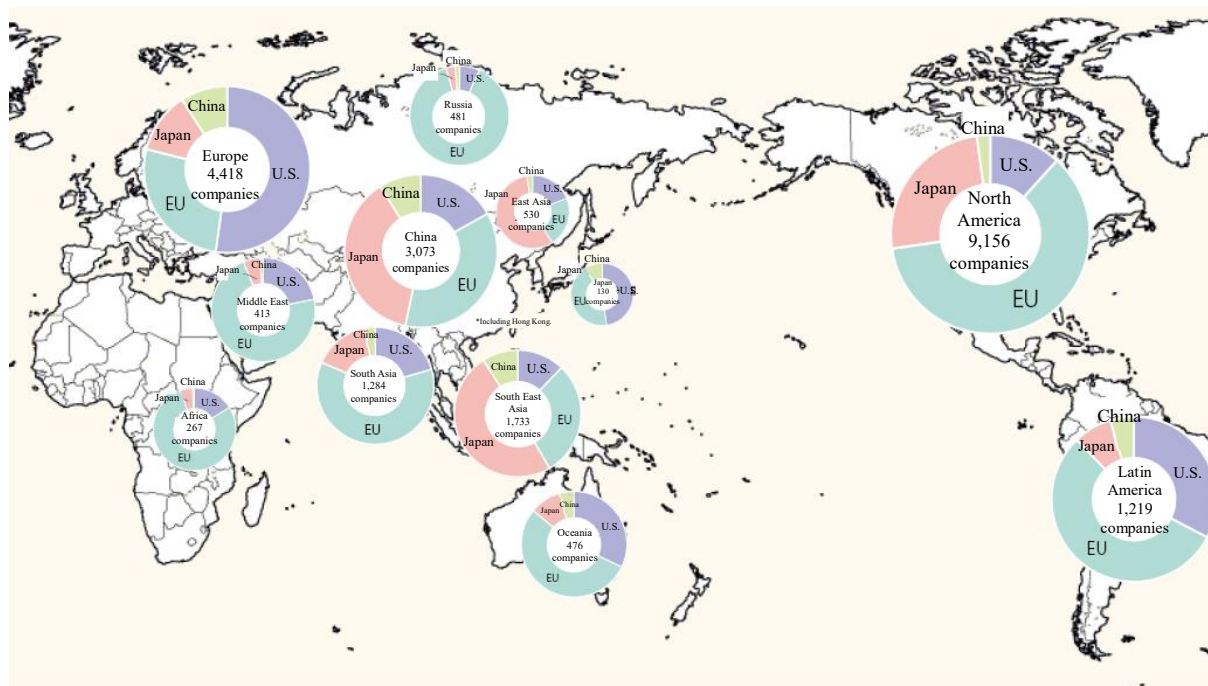 China
Japan
U.S.
Russia
481
companies
EU
China
Japan
U.S.
Europe
4,418
companies
EU
China
Japan
U.S.
East Asia
530
companies
EU
China
U.S.
Japan
China
3,073
companies
EU
China
Japan
U.S.
Japan
130
companies
EU
*Including Hong Kong.
China
Japan
U.S.
North
America
9,156
companies
EU
Japan
China
U.S.
Middle East
413
companies
EU
China
Japan
U.S.
South Asia
1,284
companies
EU
China
U.S.
South East
Asia
1,733
companies
EU
Japan
China
Japan
U.S.
Africa
267
companies
EU
China
Japan
U.S.
Latin
America
1,219
companies
EU
China
Japan
U.S.
Oceania
476
companies
EU